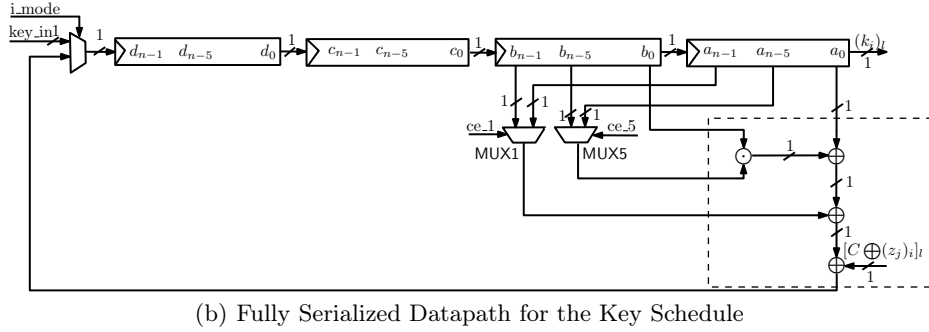 i_mode
key_in 1 1
d_{n−1} d_{n−5} d_0 1 c_{n−1} c_{n−5} c_0 1 b_{n−1} b_{n−5} b_0 1 a_{n−1} a_{n−5} a_0 (k_i)_l
1
1 1 1 1 1
ce_1 ce_5
MUX1 MUX5
⊙ 1 ⊕
1
⊕
1
⊕ [C⊕(z_j)_i]_l
1
(b) Fully Serialized Datapath for the Key Schedule